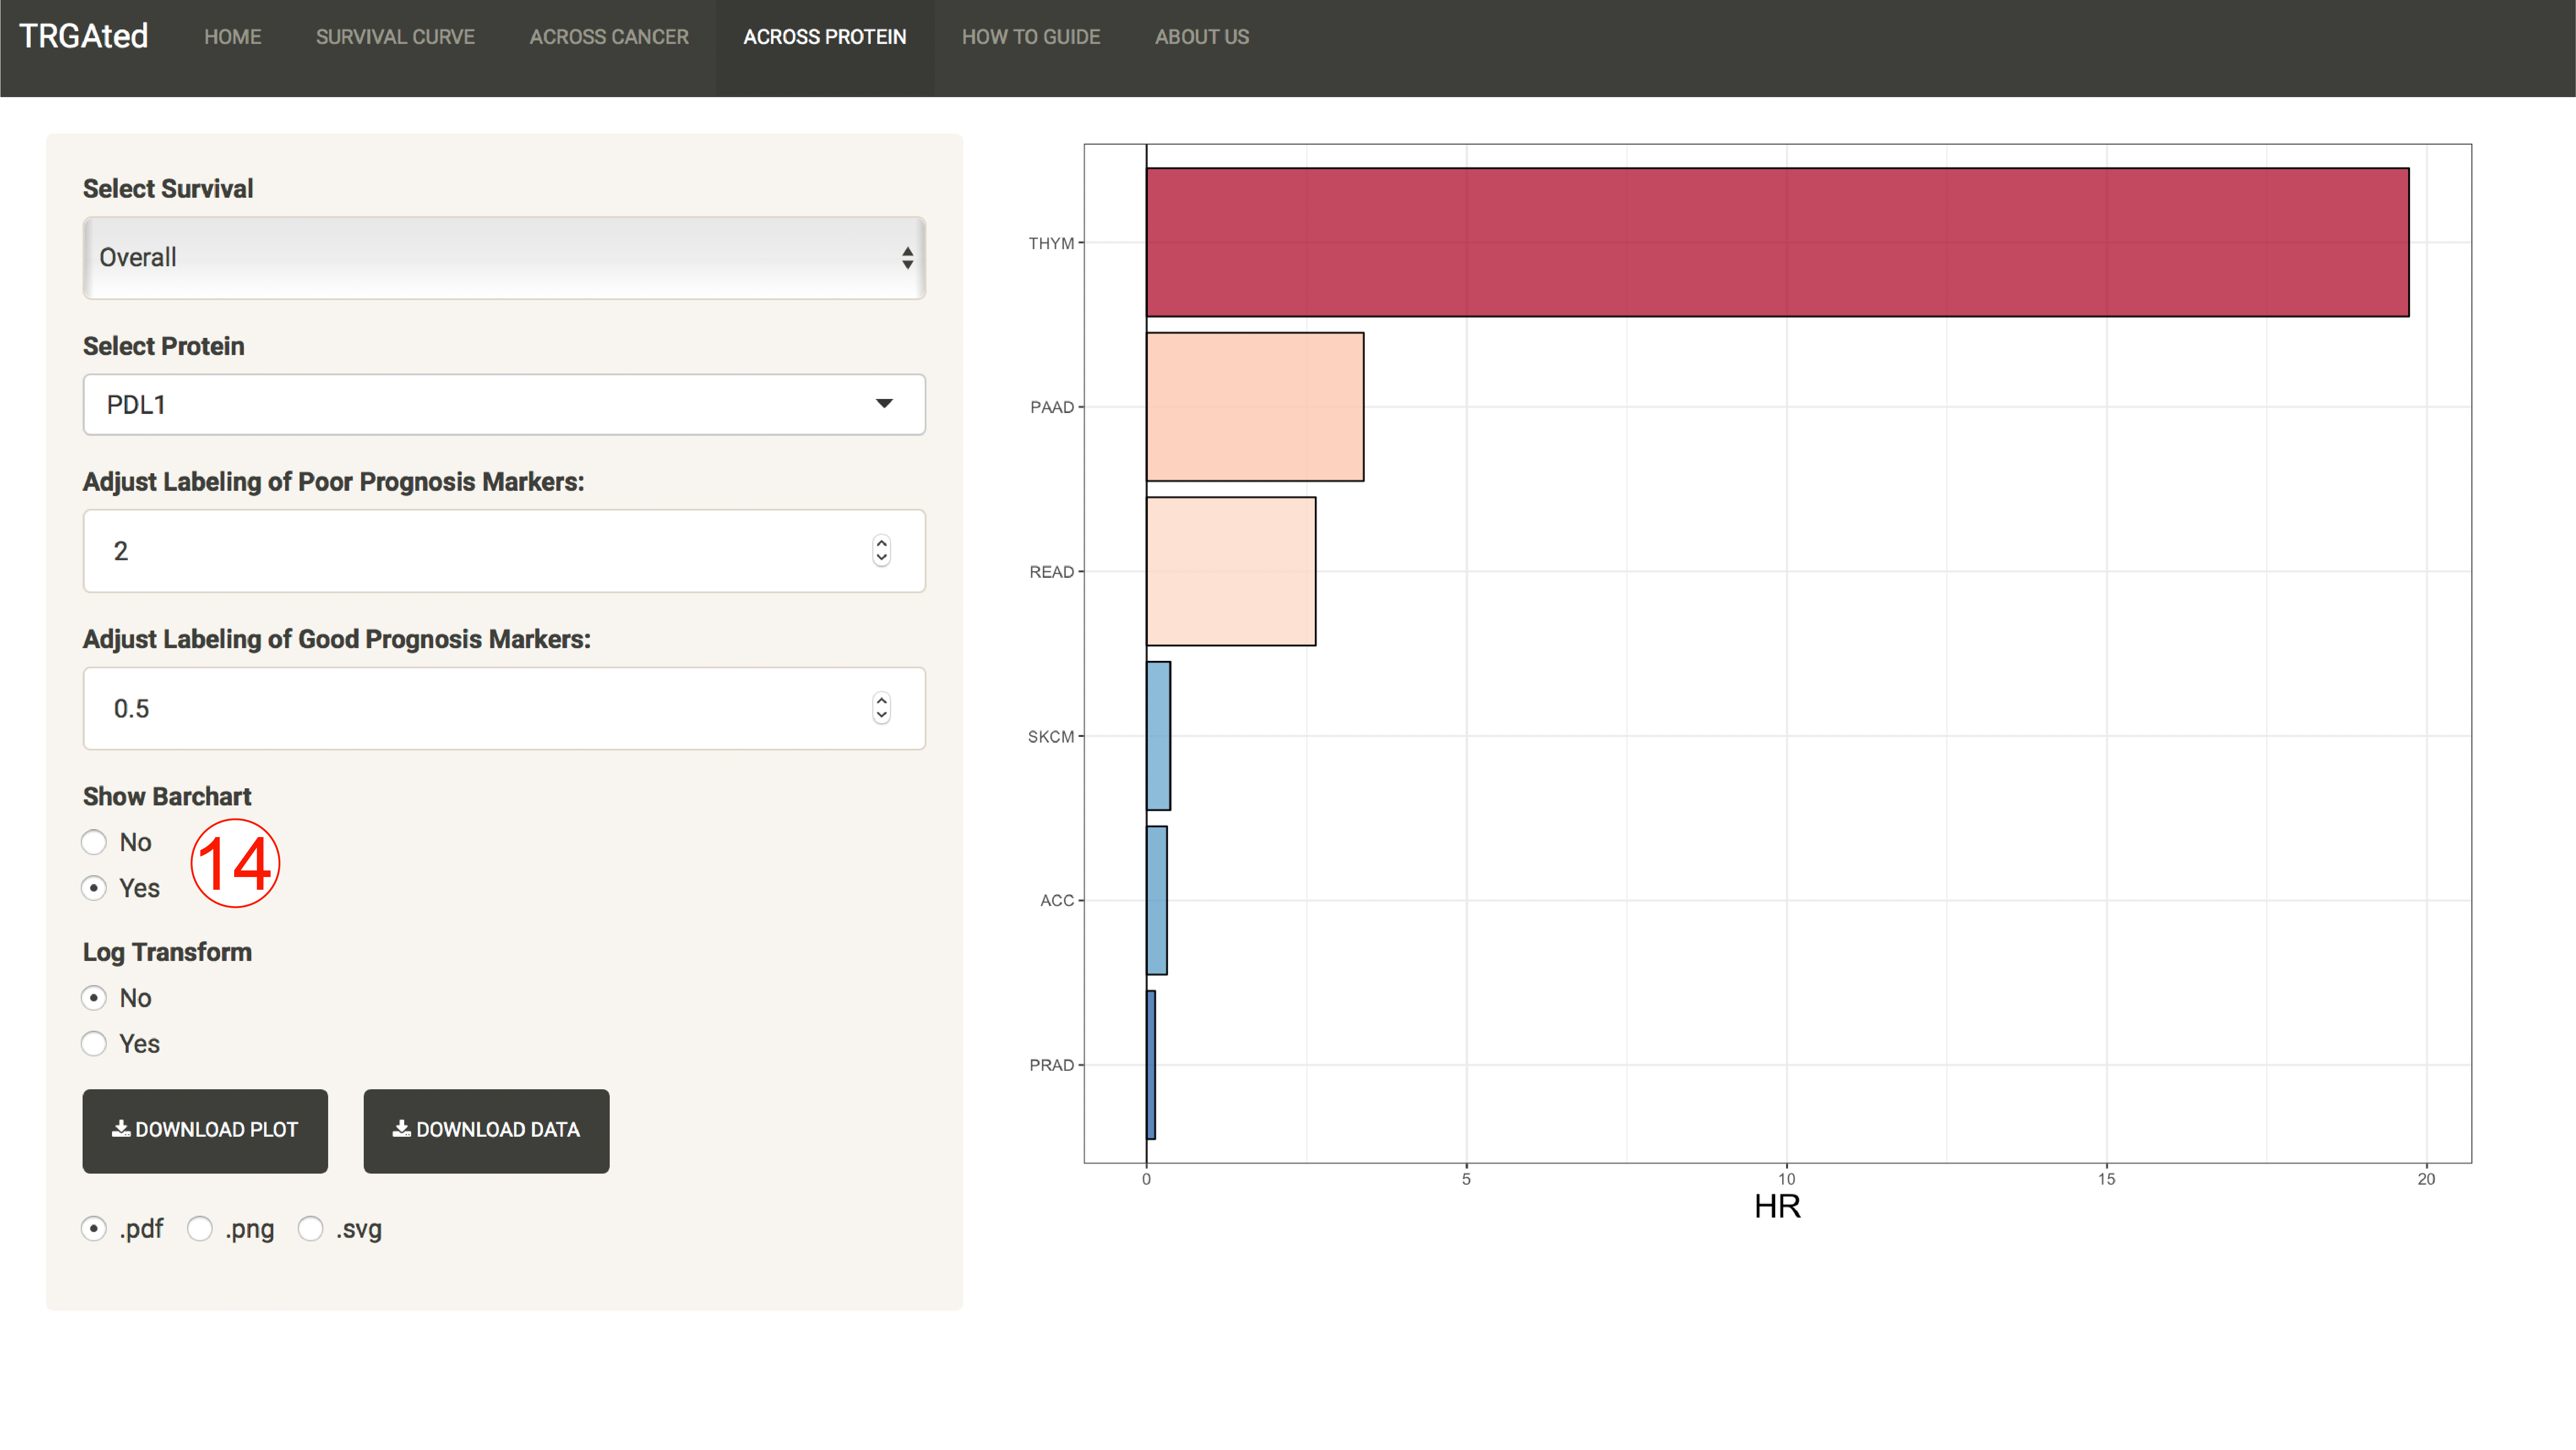 TRGAted HOME SURVIVAL CURVE ACROSS CANCER ACROSS PROTEIN HOW TO GUIDE ABOUT US
Select Survival
Overall
Select Protein
PDL1
Adjust Labeling of Poor Prognosis Markers:
2
Adjust Labeling of Good Prognosis Markers:
0.5
Show Barchart
No
Yes
14
Log Transform
No
Yes
DOWNLOAD PLOT DOWNLOAD DATA
.pdf .png .svg
THYM
PAAD
READ
SKCM
ACC
PRAD
0 5 10 15 20
HR